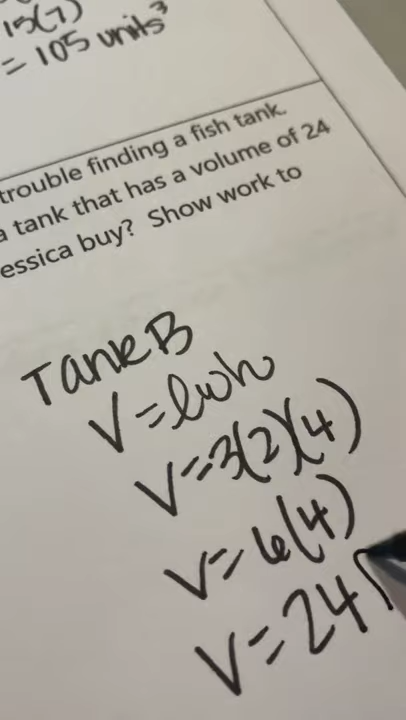 15(7)
= 105 units³
trouble finding a fish tank.
a tank that has a volume of 24
essica buy? Show work to
Tank B
V=lwh
V=3(2)(4)
V=6(4)
V=24